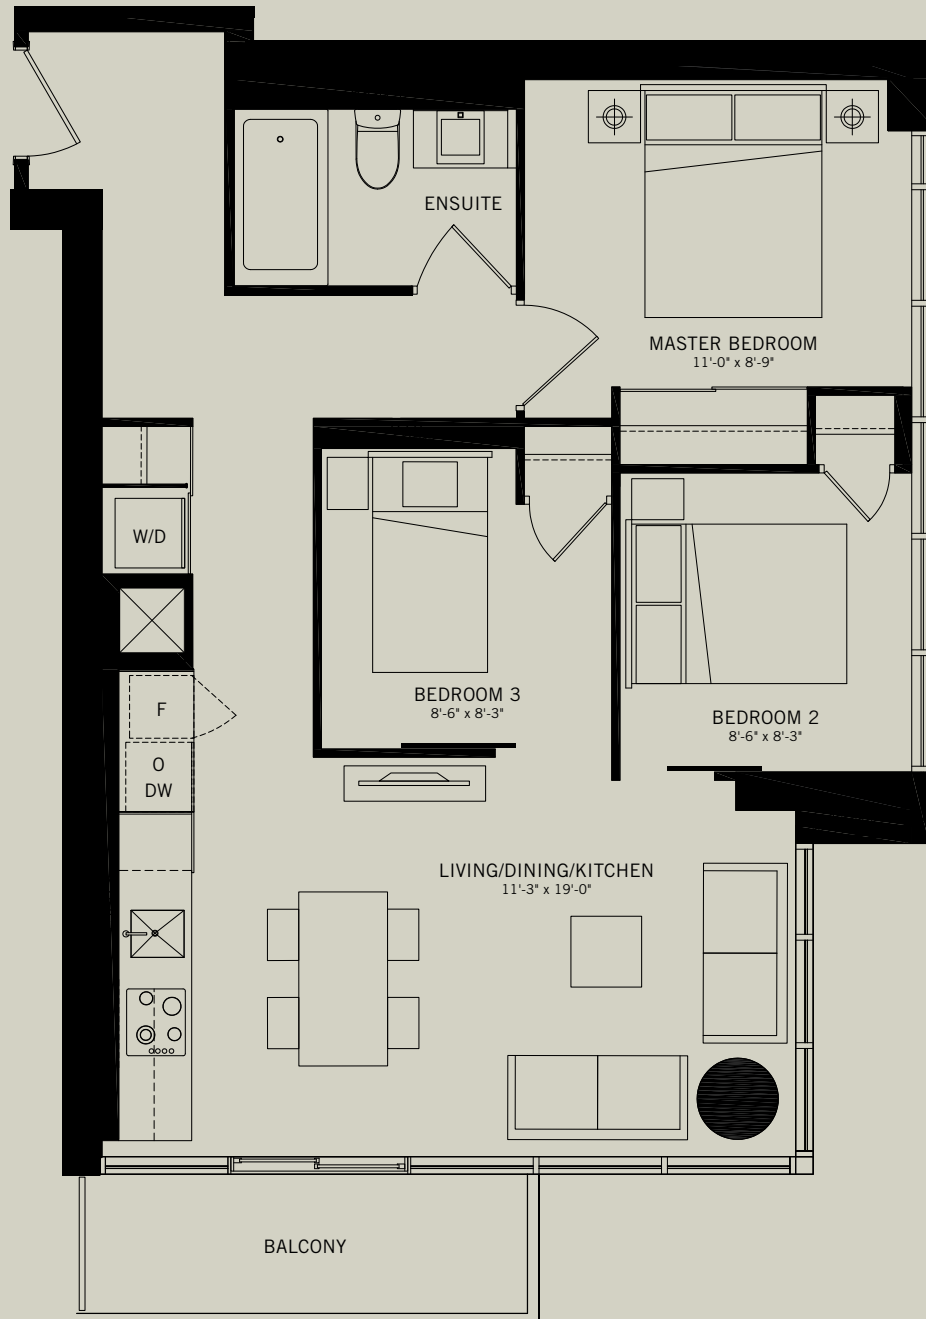 ENSUITE
MASTER BEDROOM
11'-0" x 8'-9"
W/D
BEDROOM 3
8'-6" x 8'-3"
F
BEDROOM 2
8'-6" x 8'-3"
O
DW
LIVING/DINING/KITCHEN
11'-3" x 19'-0"
BALCONY